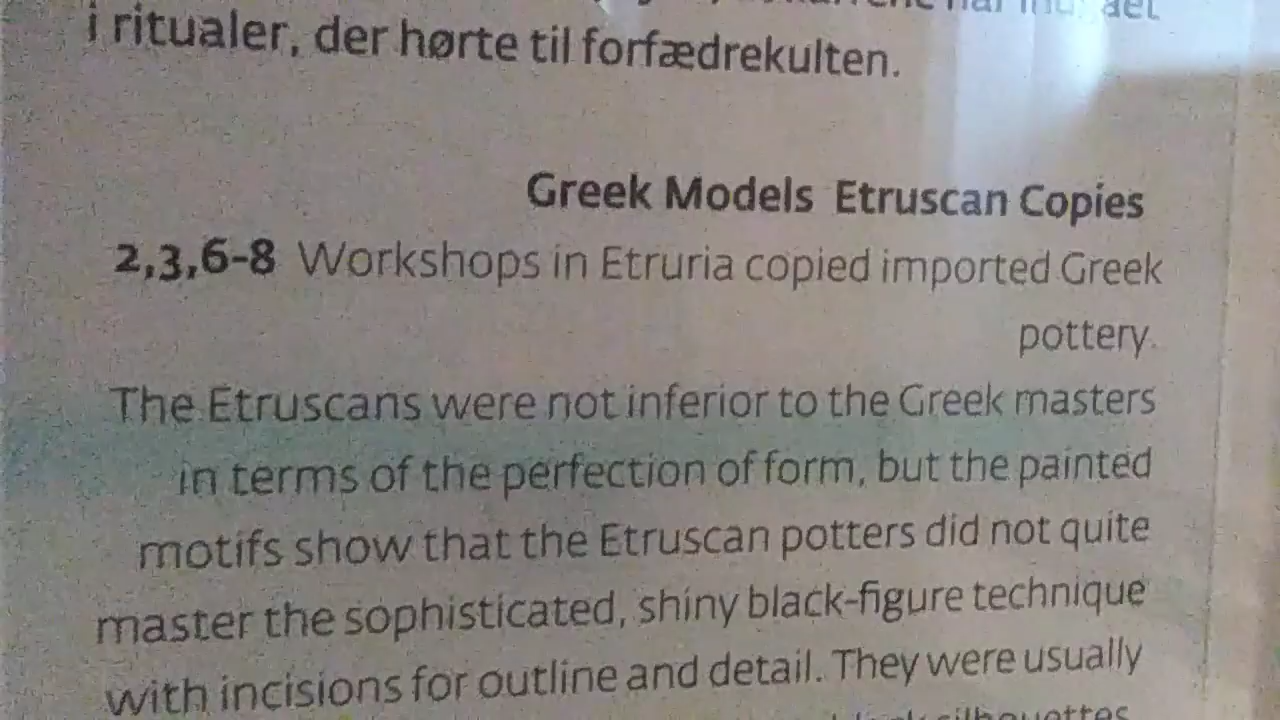 i ritualer, der hørte til forfædrekulten.
Greek Models Etruscan Copies
2,3,6-8 Workshops in Etruria copied imported Greek
pottery.
The Etruscans were not inferior to the Greek masters
in terms of the perfection of form, but the painted
motifs show that the Etruscan potters did not quite
master the sophisticated, shiny black-figure technique
with incisions for outline and detail. They were usually
silhouettes